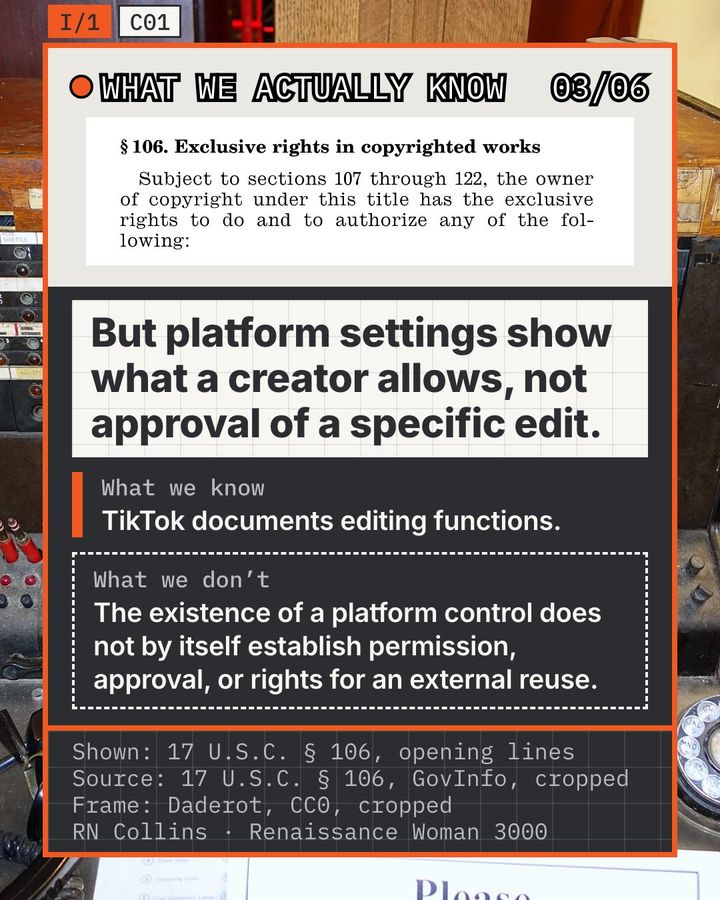 I/1 C01
WHAT WE ACTUALLY KNOW 03/06
§ 106. Exclusive rights in copyrighted works
Subject to sections 107 through 122, the owner
of copyright under this title has the exclusive
rights to do and to authorize any of the fol-
lowing:
But platform settings show
what a creator allows, not
approval of a specific edit.
What we know
TikTok documents editing functions.
What we don’t
The existence of a platform control does
not by itself establish permission,
approval, or rights for an external reuse.
Shown: 17 U.S.C. § 106, opening lines
Source: 17 U.S.C. § 106, GovInfo, cropped
Frame: Daderot, CC0, cropped
RN Collins · Renaissance Woman 3000
Please